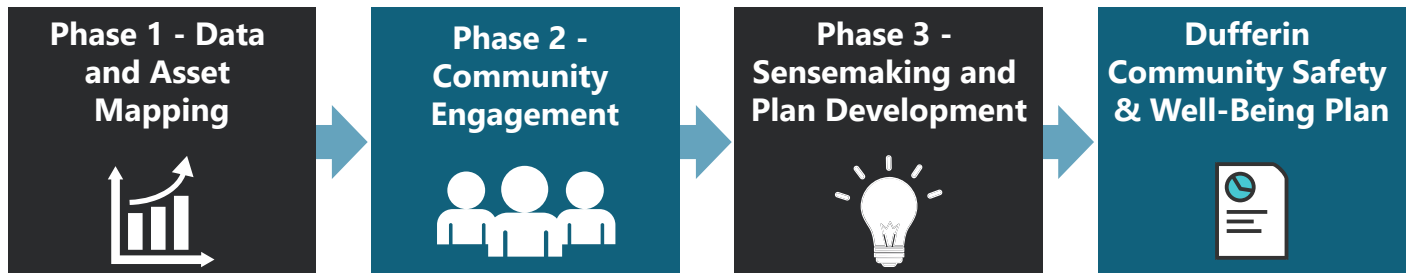 Phase 1 - Data
and Asset
Mapping
Phase 2 -
Community
Engagement
Phase 3 -
Sensemaking and
Plan Development
Dufferin
Community Safety
& Well-Being Plan